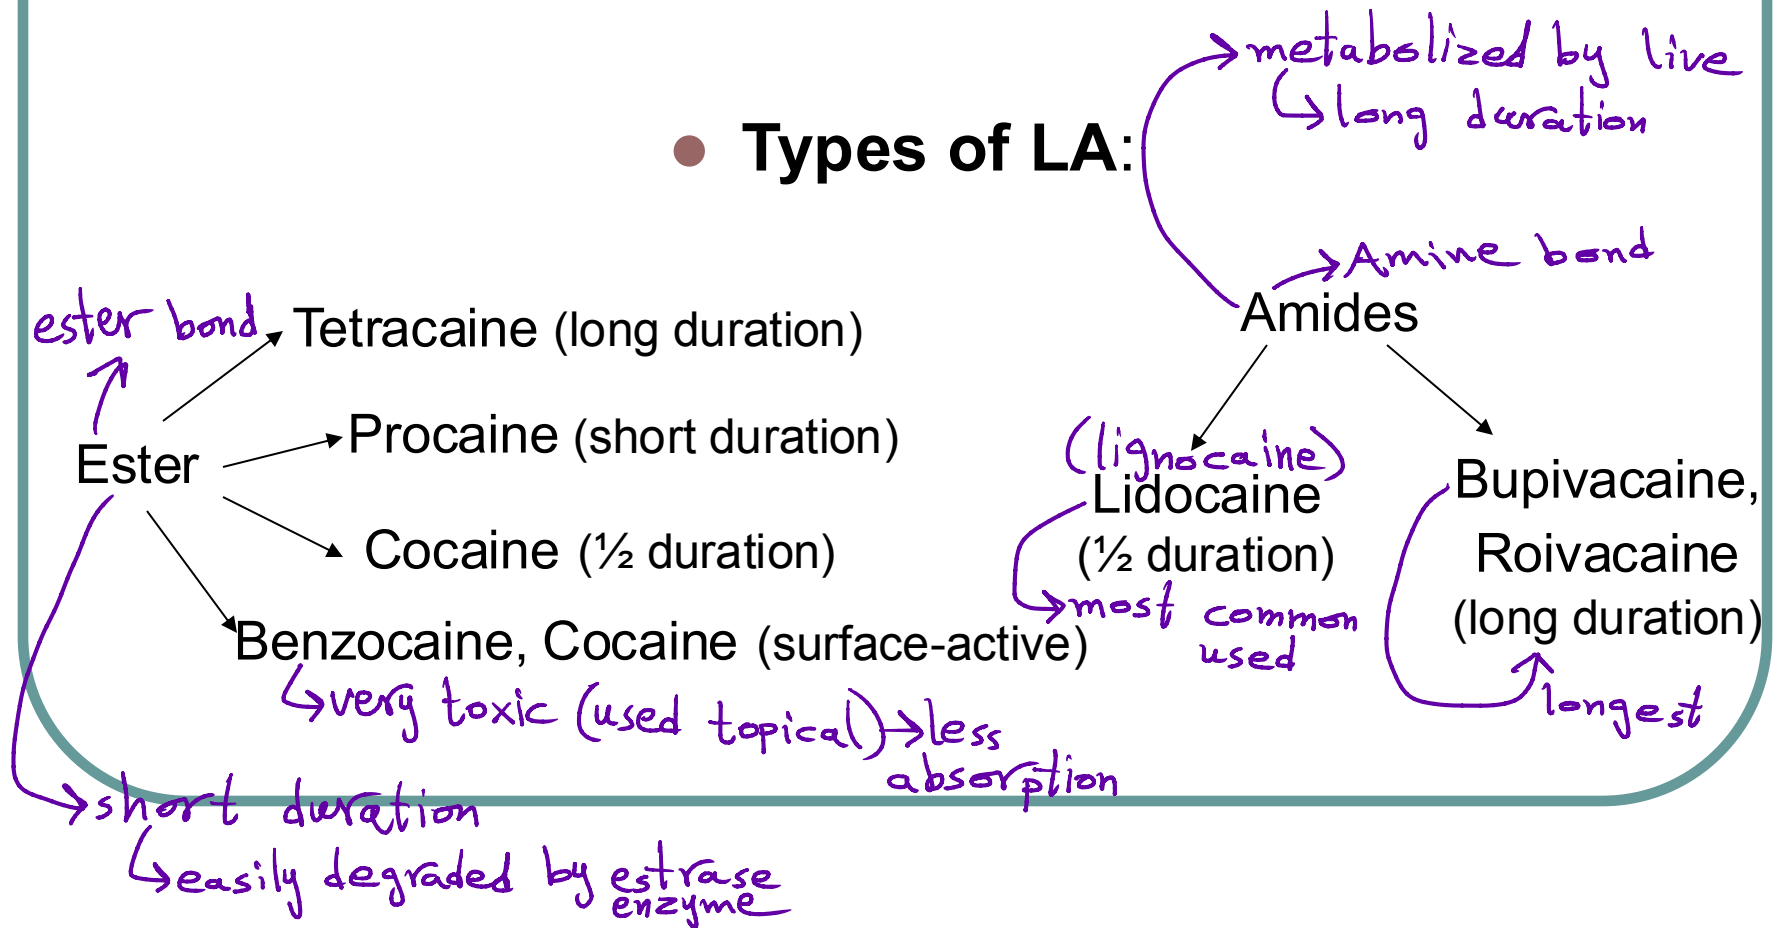 metabolized by live
long duration
• Types of LA:
Amine bond
Amides
ester bond
Tetracaine (long duration)
Procaine (short duration)
Ester
Cocaine (½ duration)
Benzocaine, Cocaine (surface-active)
very toxic (used topical) → less
absorption
short duration
easily degraded by estrase
enzyme
(lignocaine)
Lidocaine
(½ duration)
most common
used
Bupivacaine,
Roivacaine
(long duration)
longest